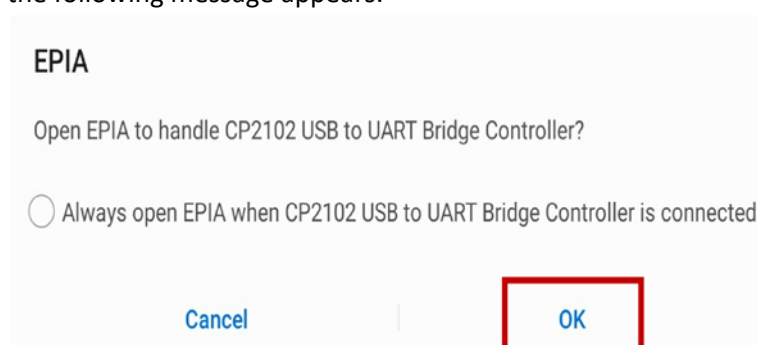 the following message appears:
EPIA
Open EPIA to handle CP2102 USB to UART Bridge Controller?
Always open EPIA when CP2102 USB to UART Bridge Controller is connected
Cancel
OK